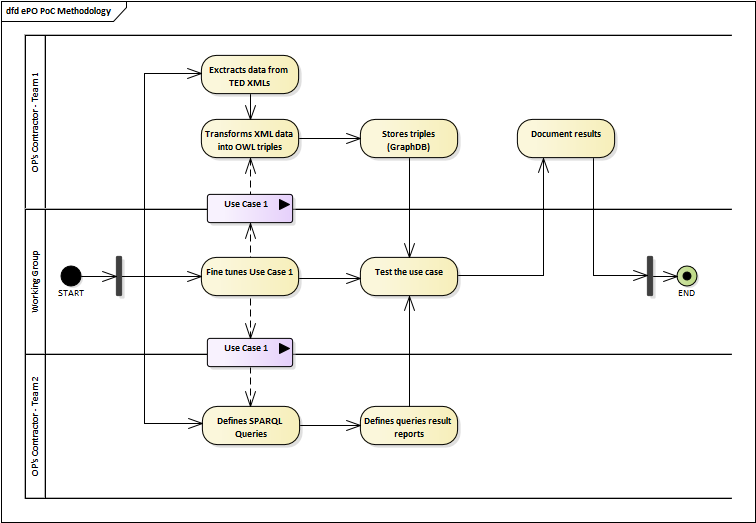 dfd ePO PoC Methodology
OP's Contractor - Team 1
Exctracts data from
TED XMLs
Transforms XML data
into OWL triples
Stores triples
(GraphDB)
Document results
Use Case 1
Working Group
START
Fine tunes Use Case 1
Test the use case
END
Use Case 1
OP's Contractor - Team 2
Defines SPARQL
Queries
Defines queries result
reports